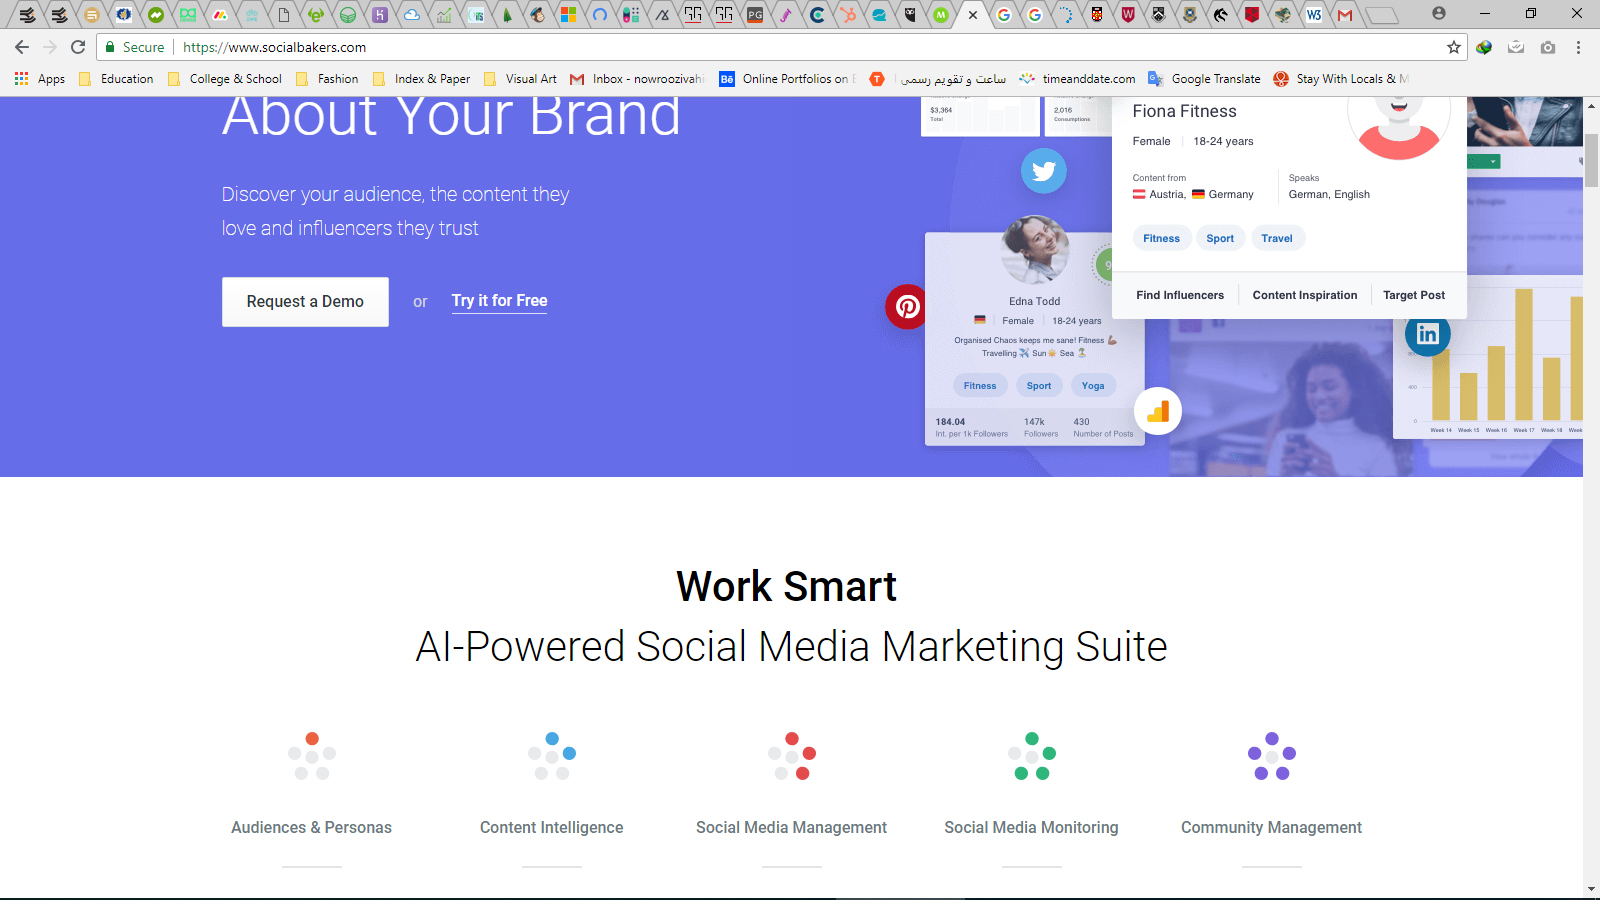 Secure
https://www.socialbakers.com
Apps
Education
College & School
Fashion
Index & Paper
Visual Art
Inbox - nowroozivahi
Online Portfolios on
ساعت و تقویم رسمی
timeanddate.com
Google Translate
Stay With Locals & M
About Your Brand
Discover your audience, the content they
love and influencers they trust
Request a Demo
or
Try it for Free
$3,364
Total
2,016
Consumptions
Fiona Fitness
Female
18-24 years
Content from
Austria, Germany
Speaks
German, English
Fitness
Sport
Travel
Find Influencers
Content Inspiration
Target Post
Edna Todd
Female
18-24 years
Organised Chaos keeps me sane! Fitness
Travelling Sun Sea
Fitness
Sport
Yoga
184.04
Int. per 1k Followers
147k
Followers
430
Number of Posts
400
0
Week 14 Week 15 Week 16 Week 17 Week 18
Work Smart
AI-Powered Social Media Marketing Suite
Audiences & Personas
Content Intelligence
Social Media Management
Social Media Monitoring
Community Management